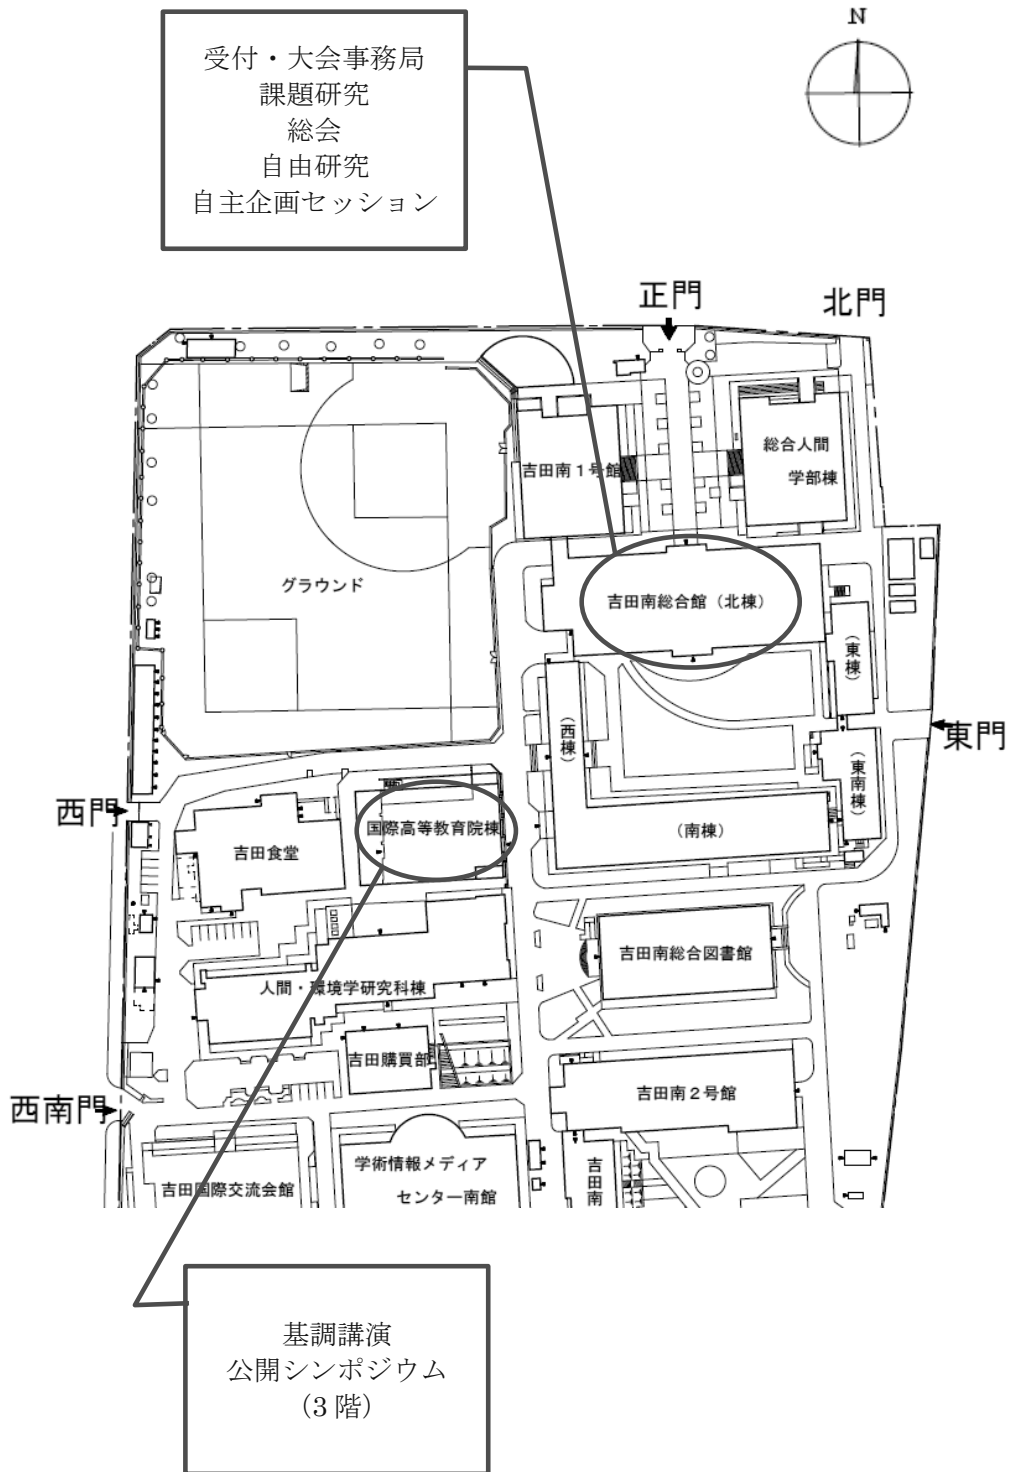 N
受付・大会事務局
課題研究
総会
自由研究
自主企画セッション
正門
北門
吉田南1号館
総合人間
学部棟
グラウンド
吉田南総合館（北棟）
（東棟）
（西棟）
東門
（東南棟）
西門
国際高等教育院棟
（南棟）
吉田食堂
吉田南総合図書館
人間・環境学研究科棟
吉田購買部
吉田南2号館
西南門
学術情報メディア
センター南館
吉田国際交流会館
吉田南
基調講演
公開シンポジウム
（3階）